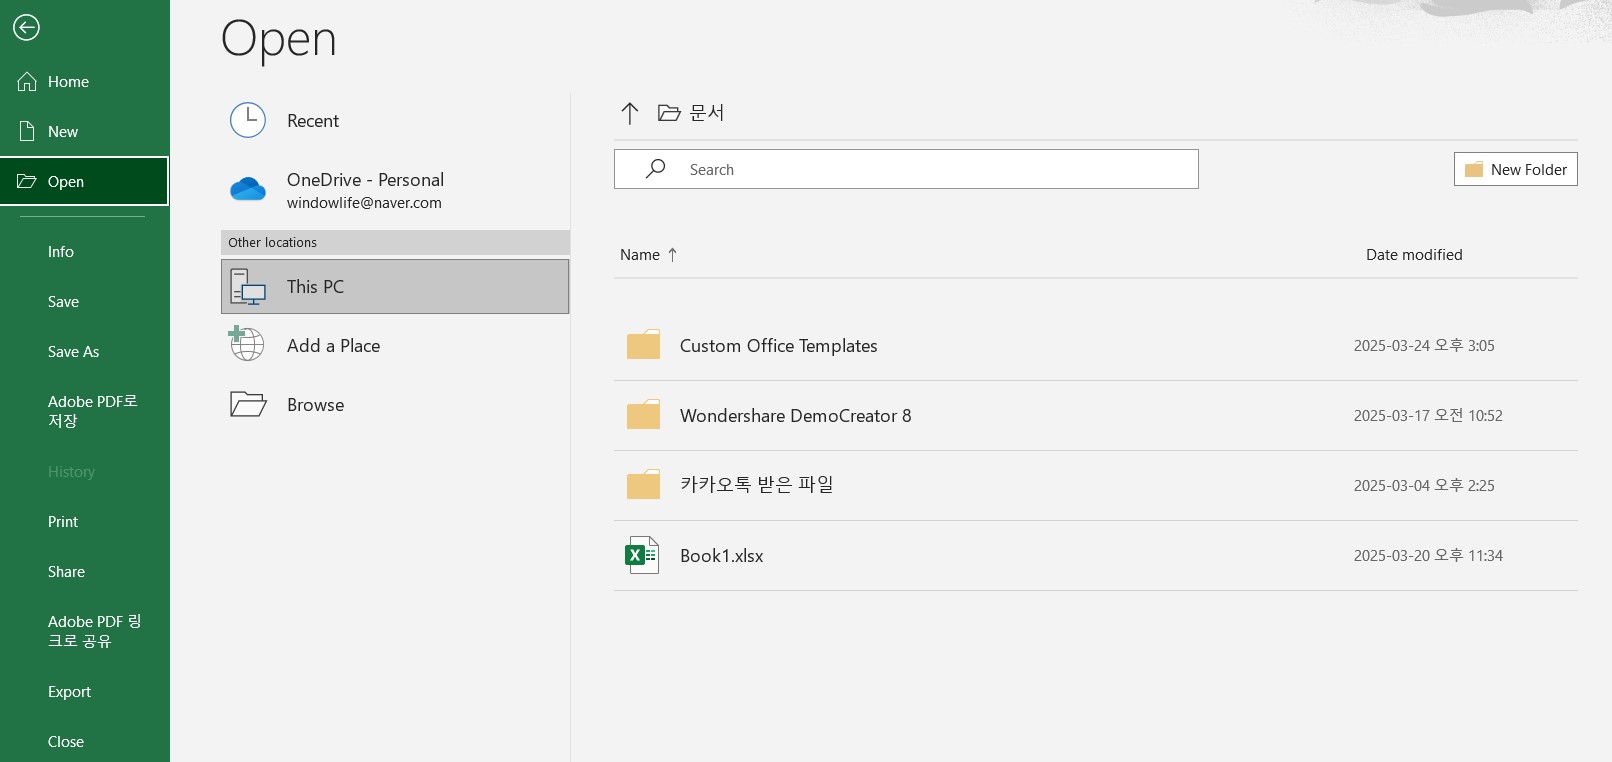 Open
Home
New
Open
Info
Save
Save As
Adobe PDF로
저장
History
Print
Share
Adobe PDF 링
크로 공유
Export
Close
Recent
OneDrive - Personal
windowlife@naver.com
Other locations
This PC
Add a Place
Browse
문서
Search
New Folder
Name
Date modified
Custom Office Templates
2025-03-24 오후 3:05
Wondershare DemoCreator 8
2025-03-17 오전 10:52
카카오톡 받은 파일
2025-03-04 오후 2:25
Book1.xlsx
2025-03-20 오후 11:34